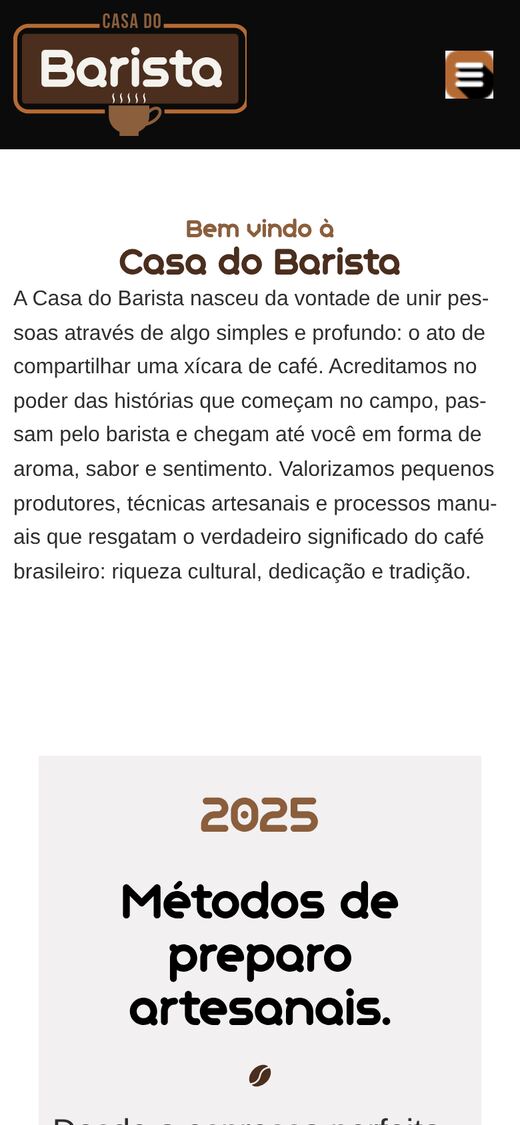 CASA DO
Barista
Bem vindo à
Casa do Barista
A Casa do Barista nasceu da vontade de unir pes-
soas através de algo simples e profundo: o ato de
compartilhar uma xícara de café. Acreditamos no
poder das histórias que começam no campo, pas-
sam pelo barista e chegam até você em forma de
aroma, sabor e sentimento. Valorizamos pequenos
produtores, técnicas artesanais e processos manu-
ais que resgatam o verdadeiro significado do café
brasileiro: riqueza cultural, dedicação e tradição.
2025
Métodos de
preparo
artesanais.